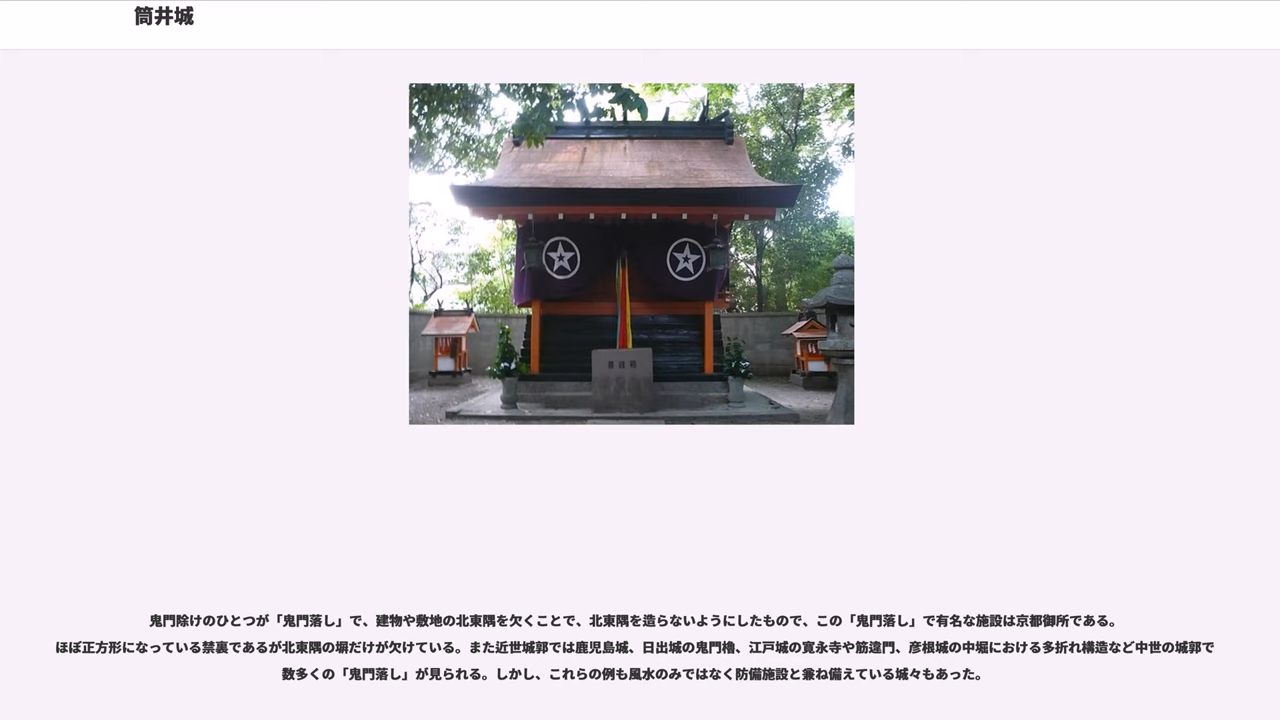 筒井城
賽銭箱
鬼門除けのひとつが「鬼門落し」で、建物や敷地の北東隅を欠くことで、北東隅を造らないようにしたもので、この「鬼門落し」で有名な施設は京都御所である。
ほぼ正方形になっている禁裏であるが北東隅の塀だけが欠けている。また近世城郭では鹿児島城、日出城の鬼門櫓、江戸城の寛永寺や筋違門、彦根城の中堀における多折れ構造など中世の城郭で
数多くの「鬼門落し」が見られる。しかし、これらの例も風水のみではなく防備施設と兼ね備えている城々もあった。